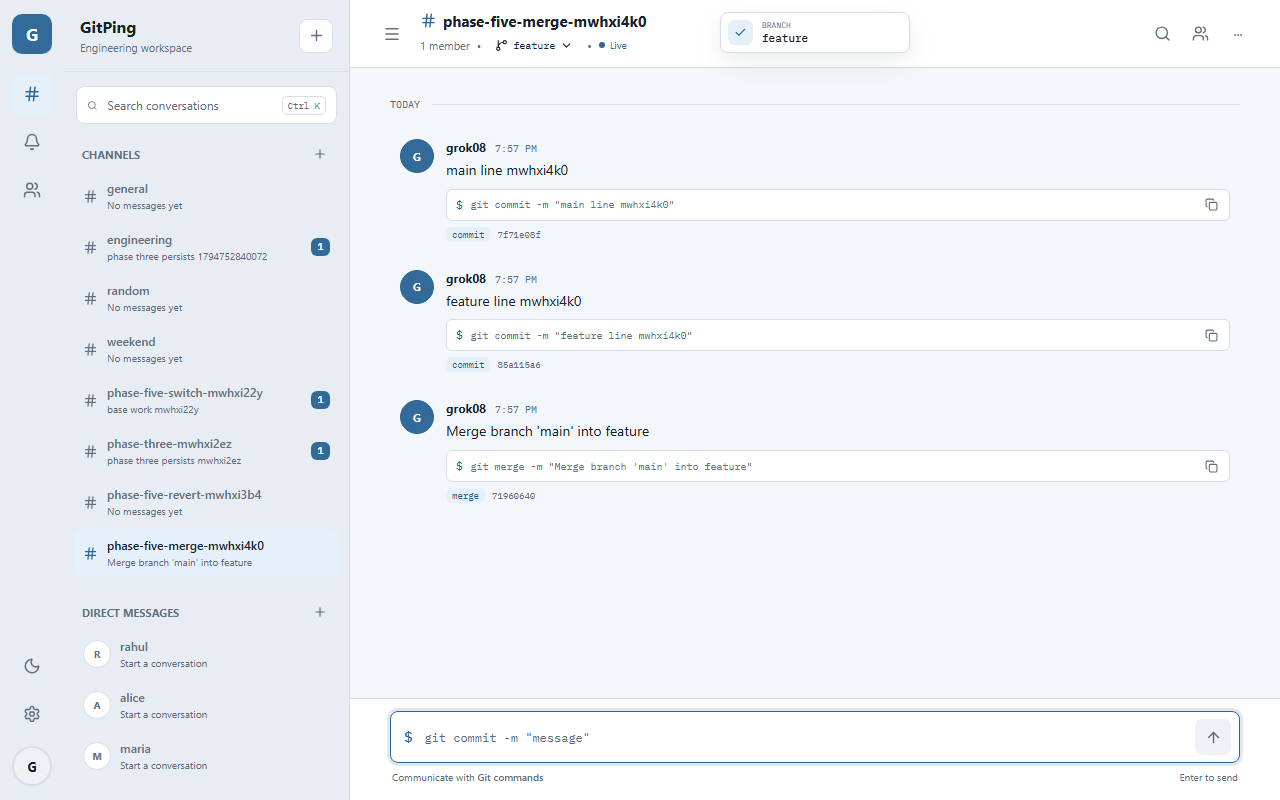 G
GitPing
Engineering workspace
Search conversations
Ctrl K
CHANNELS
general
No messages yet
engineering
phase three persists 1794752840072
1
random
No messages yet
weekend
No messages yet
phase-five-switch-mwhxi22y
base work mwhxi22y
1
phase-three-mwhxi2ez
phase three persists mwhxi2ez
1
phase-five-revert-mwhxi3b4
No messages yet
phase-five-merge-mwhxi4k0
Merge branch 'main' into feature
DIRECT MESSAGES
R
rahul
Start a conversation
A
alice
Start a conversation
M
maria
Start a conversation
G
phase-five-merge-mwhxi4k0
1 member • feature • Live
BRANCH
feature
TODAY
G
grok08 7:57 PM
main line mwhxi4k0
$ git commit -m "main line mwhxi4k0"
commit 7f71e08f
G
grok08 7:57 PM
feature line mwhxi4k0
$ git commit -m "feature line mwhxi4k0"
commit 85a115a6
G
grok08 7:57 PM
Merge branch 'main' into feature
$ git merge -m "Merge branch 'main' into feature"
merge 71960640
$ git commit -m "message"
Communicate with Git commands
Enter to send